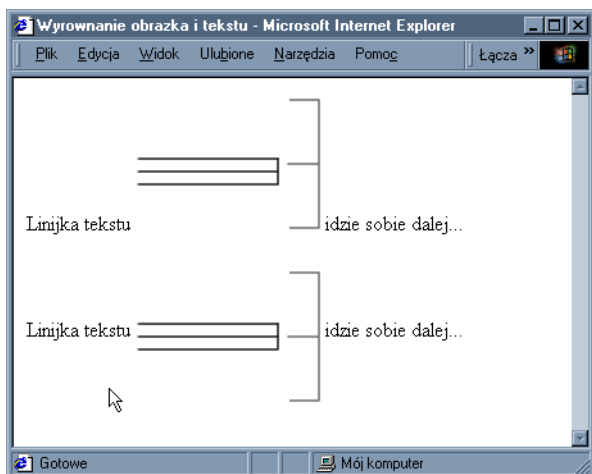 Wyrownanie obrazka i tekstu - Microsoft Internet Explorer
Plik Edycja Widok Ulubione Narzędzia Pomoc Łącza »
Linijka tekstu idzie sobie dalej...
Linijka tekstu idzie sobie dalej...
Gotowe Mój komputer